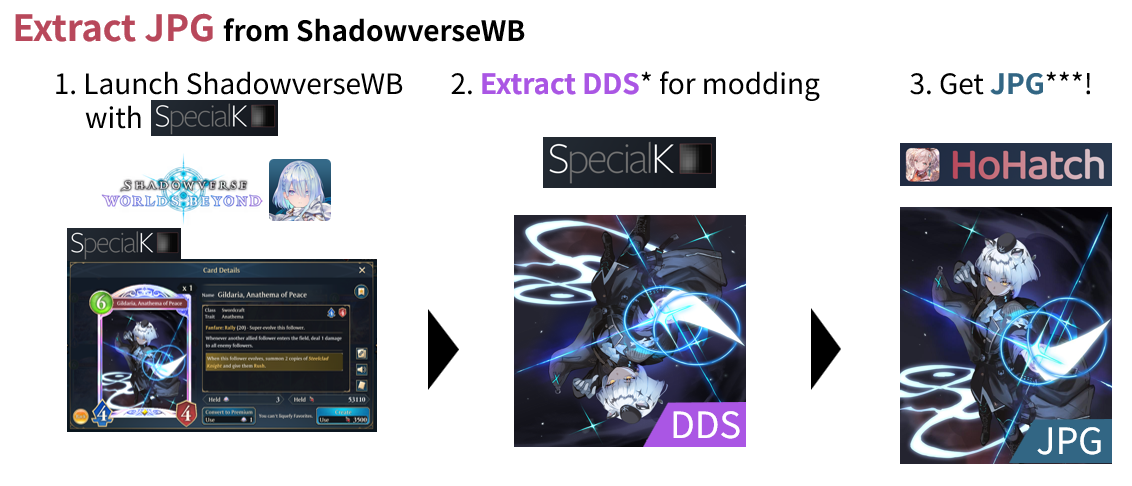 Extract JPG from ShadowverseWB
1. Launch ShadowverseWB
with SpecialK
2. Extract DDS* for modding
3. Get JPG***!
SHADOWVERSE
WORLDS BEYOND
SpecialK
Card Details
x 1
6
Gildaria, Anathema of Peace
Name: Gildaria, Anathema of Peace
Class Swordcraft
Trait Anathema
Fanfare: Rally (20) - Super-evolve this follower.
Whenever another allied follower enters the field, deal 1 damage
to all enemy followers.
When this follower evolves, summon 2 copies of Steelclad
Knight and give them Rush.
Held 3
Held 53110
Convert to Premium
Use 1
You can't liquefy Favorites.
Create
Use 3500
4
4
SpecialK
DDS
HoHatch
JPG